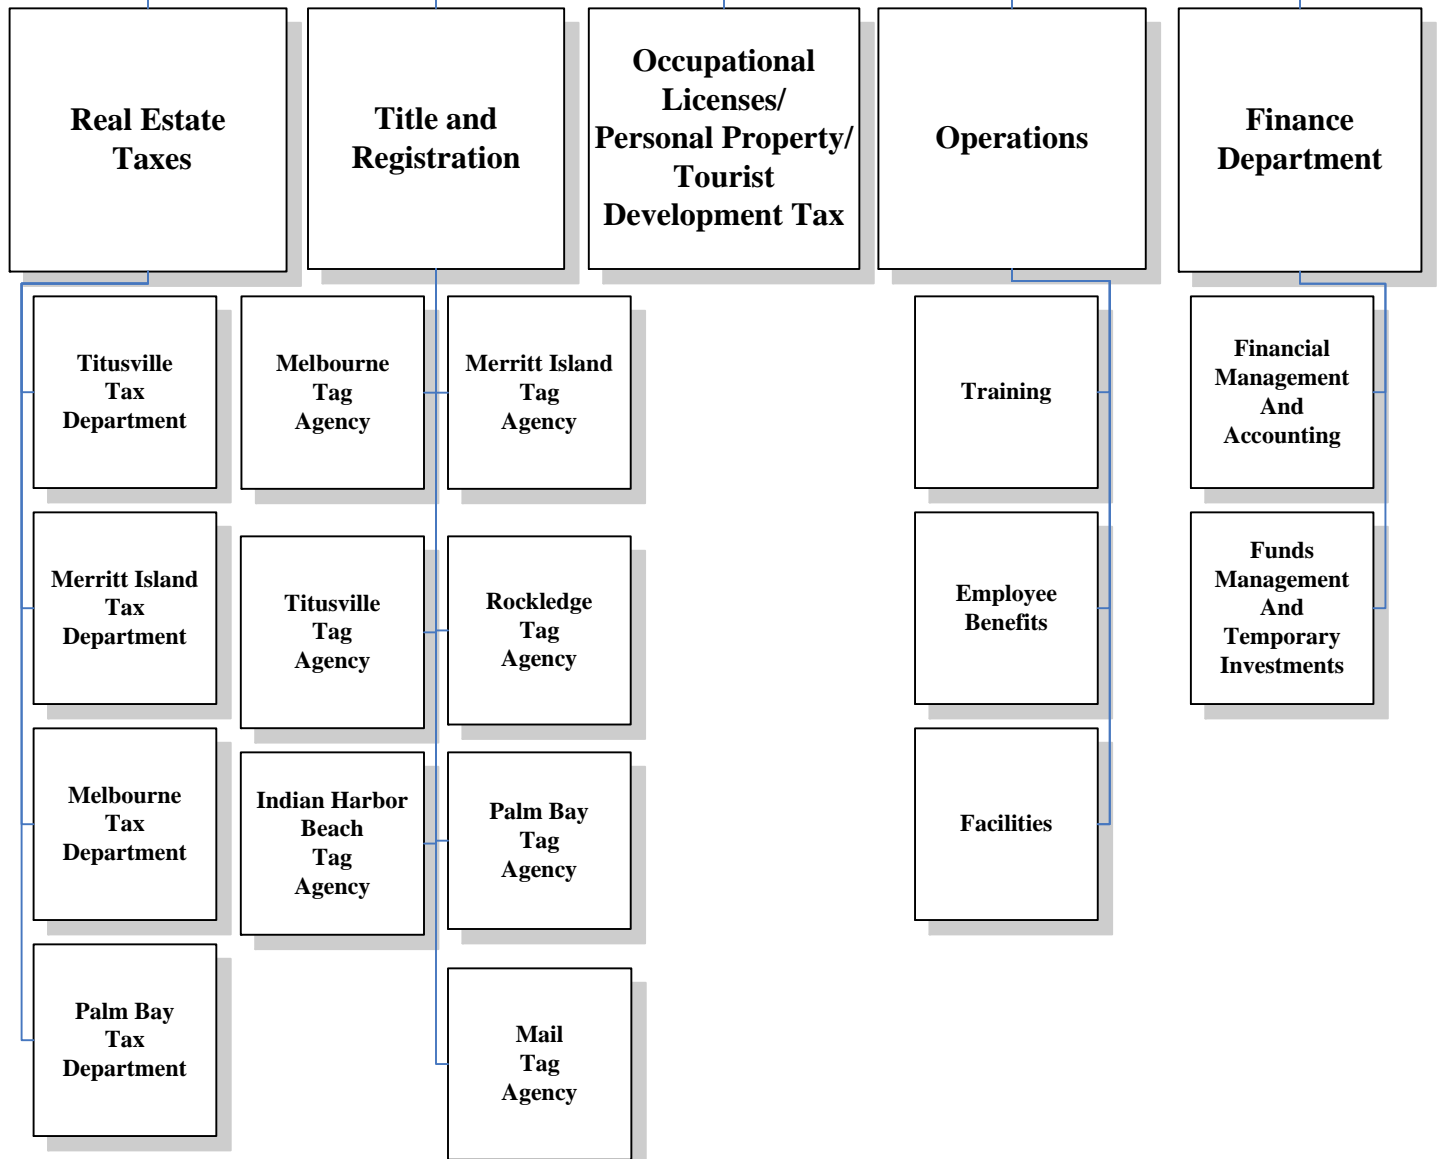 Real Estate
Taxes
Title and
Registration
Occupational
Licenses/
Personal Property/
Tourist
Development Tax
Operations
Finance
Department
Titusville
Tax
Department
Merritt Island
Tax
Department
Melbourne
Tax
Department
Palm Bay
Tax
Department
Melbourne
Tag
Agency
Merritt Island
Tag
Agency
Titusville
Tag
Agency
Rockledge
Tag
Agency
Indian Harbor
Beach
Tag
Agency
Palm Bay
Tag
Agency
Mail
Tag
Agency
Training
Employee
Benefits
Facilities
Financial
Management
And
Accounting
Funds
Management
And
Temporary
Investments